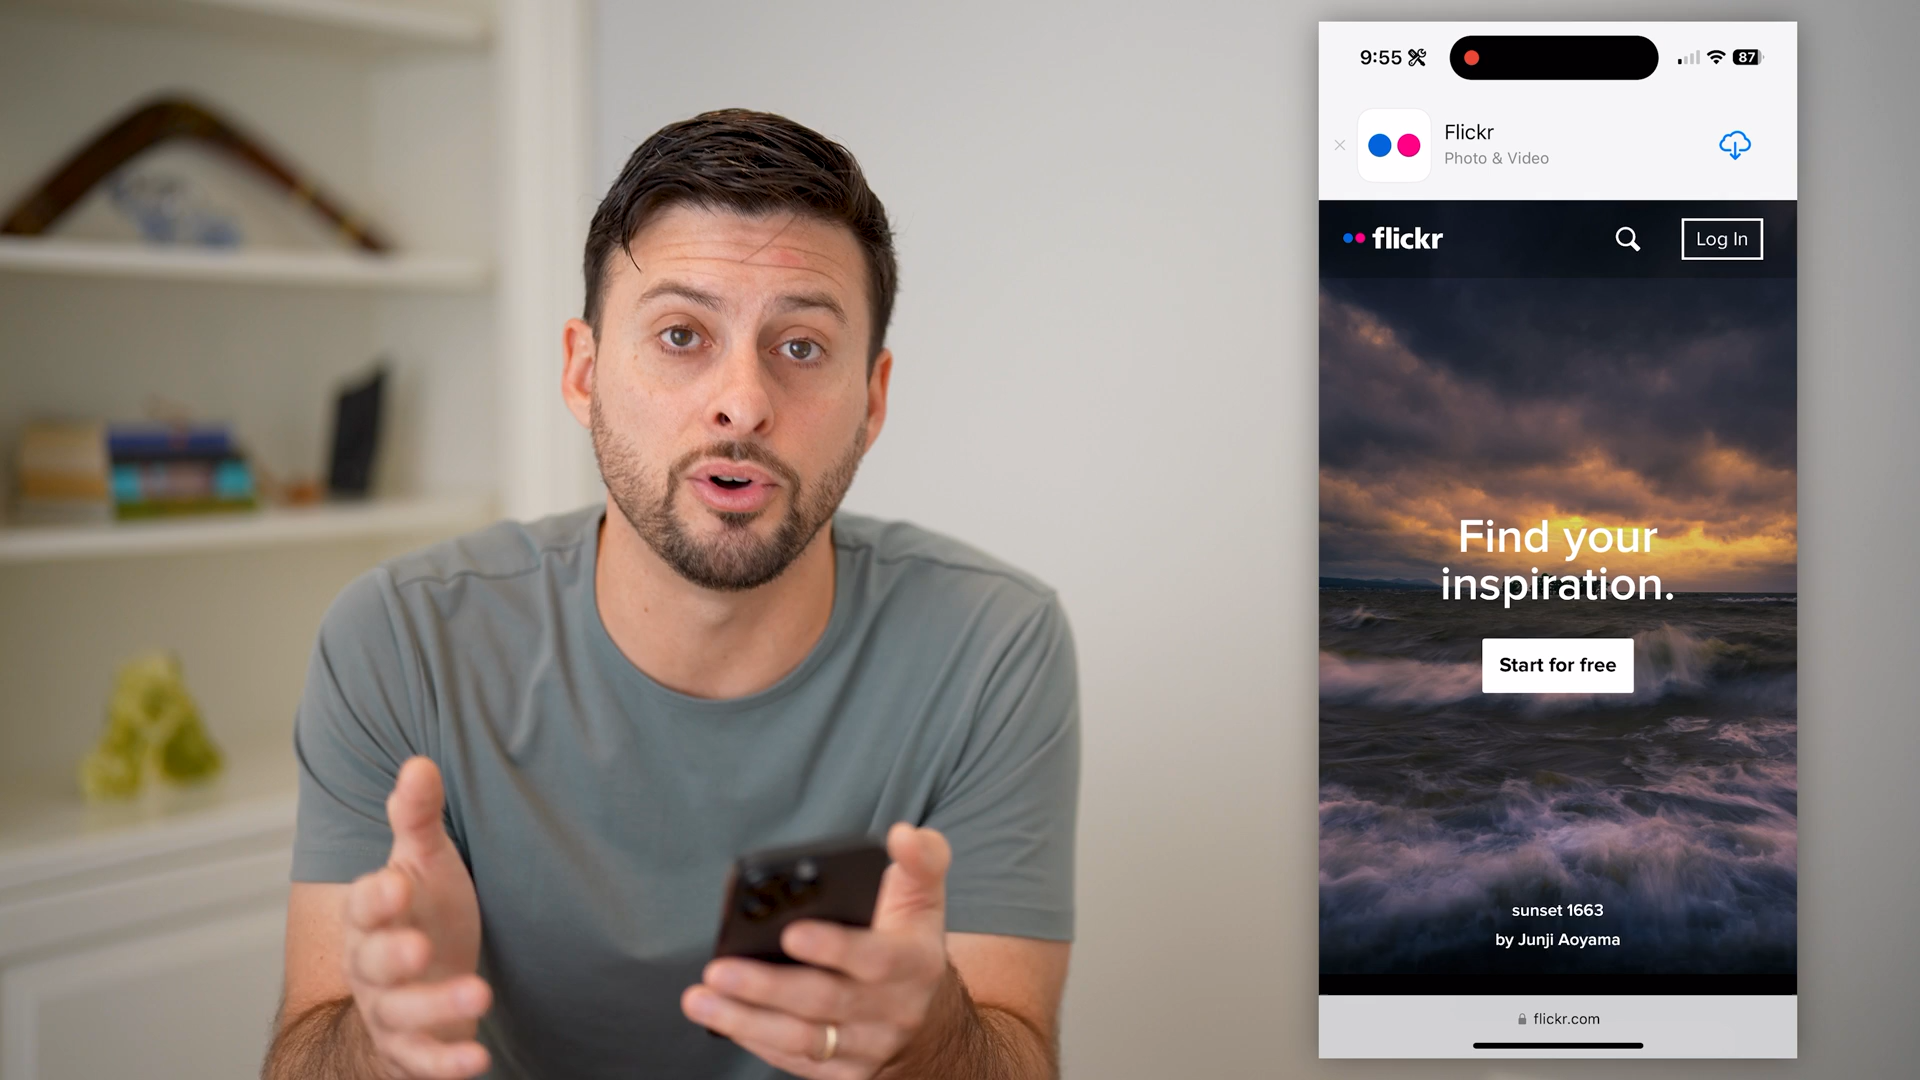 9:55
87
Flickr
Photo & Video
flickr
Log In
Find your
inspiration.
Start for free
sunset 1663
by Junji Aoyama
flickr.com